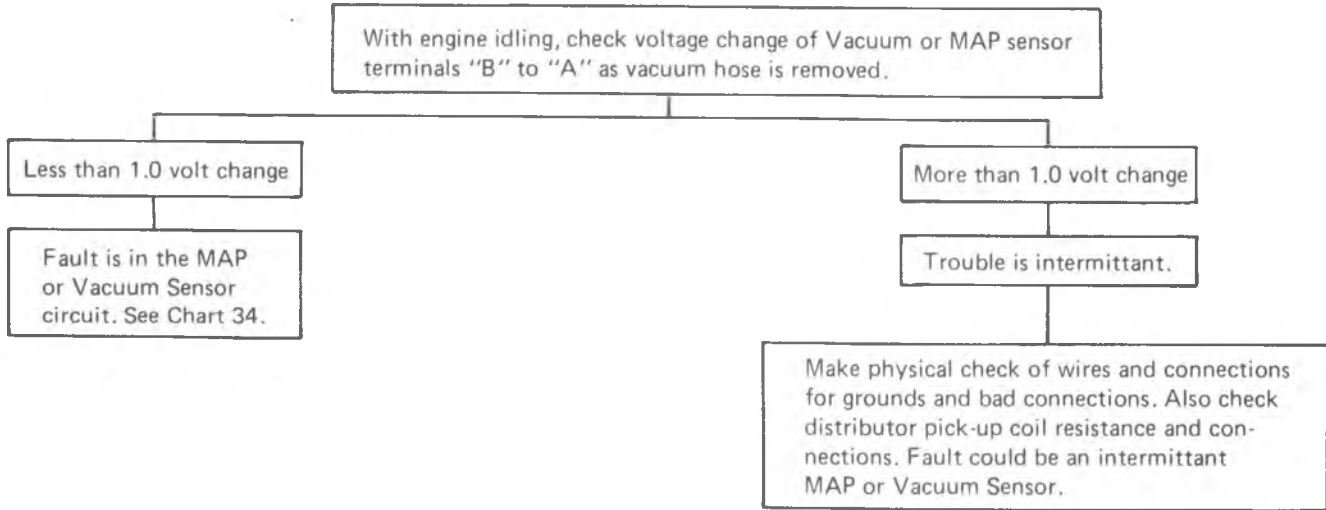 With engine idling, check voltage change of Vacuum or MAP sensor
terminals "B" to "A" as vacuum hose is removed.
Less than 1.0 volt change
More than 1.0 volt change
Fault is in the MAP
or Vacuum Sensor
circuit. See Chart 34.
Trouble is intermittant.
Make physical check of wires and connections
for grounds and bad connections. Also check
distributor pick-up coil resistance and con-
nections. Fault could be an intermittant
MAP or Vacuum Sensor.